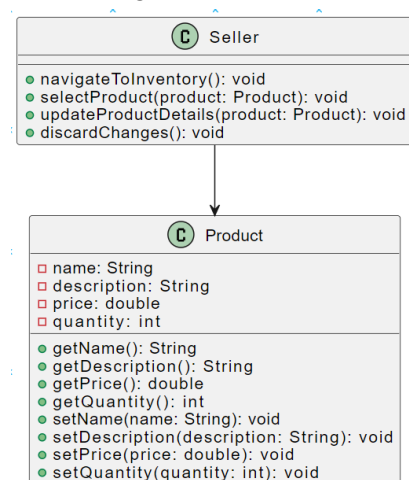 C Seller
navigateToInventory(): void
selectProduct(product: Product): void
updateProductDetails(product: Product): void
discardChanges(): void
C Product
name: String
description: String
price: double
quantity: int
getName(): String
getDescription(): String
getPrice(): double
getQuantity(): int
setName(name: String): void
setDescription(description: String): void
setPrice(price: double): void
setQuantity(quantity: int): void